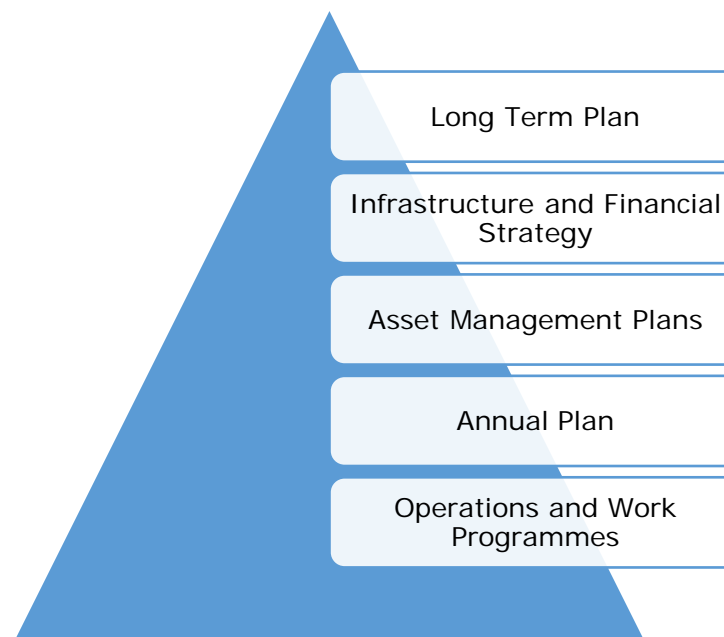 Long Term Plan
Infrastructure and Financial
Strategy
Asset Management Plans
Annual Plan
Operations and Work
Programmes